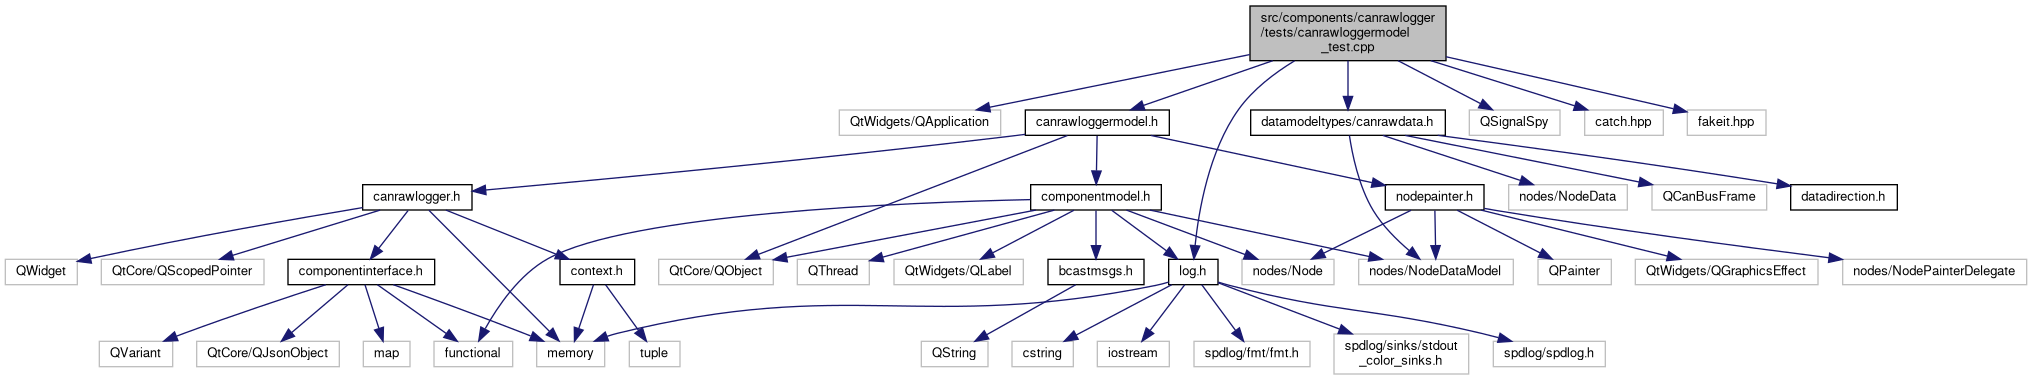 src/components/canrawlogger
/tests/canrawloggermodel
_test.cpp
QtWidgets/QApplication
canrawloggermodel.h
datamodeltypes/canrawdata.h
QSignalSpy
catch.hpp
fakeit.hpp
canrawlogger.h
componentmodel.h
nodepainter.h
nodes/NodeData
QCanBusFrame
datadirection.h
QWidget
QtCore/QScopedPointer
componentinterface.h
context.h
QtCore/QObject
QThread
QtWidgets/QLabel
bcastmsgs.h
log.h
nodes/Node
nodes/NodeDataModel
QPainter
QtWidgets/QGraphicsEffect
nodes/NodePainterDelegate
QVariant
QtCore/QJsonObject
map
functional
memory
tuple
QString
cstring
iostream
spdlog/fmt/fmt.h
spdlog/sinks/stdout
_color_sinks.h
spdlog/spdlog.h